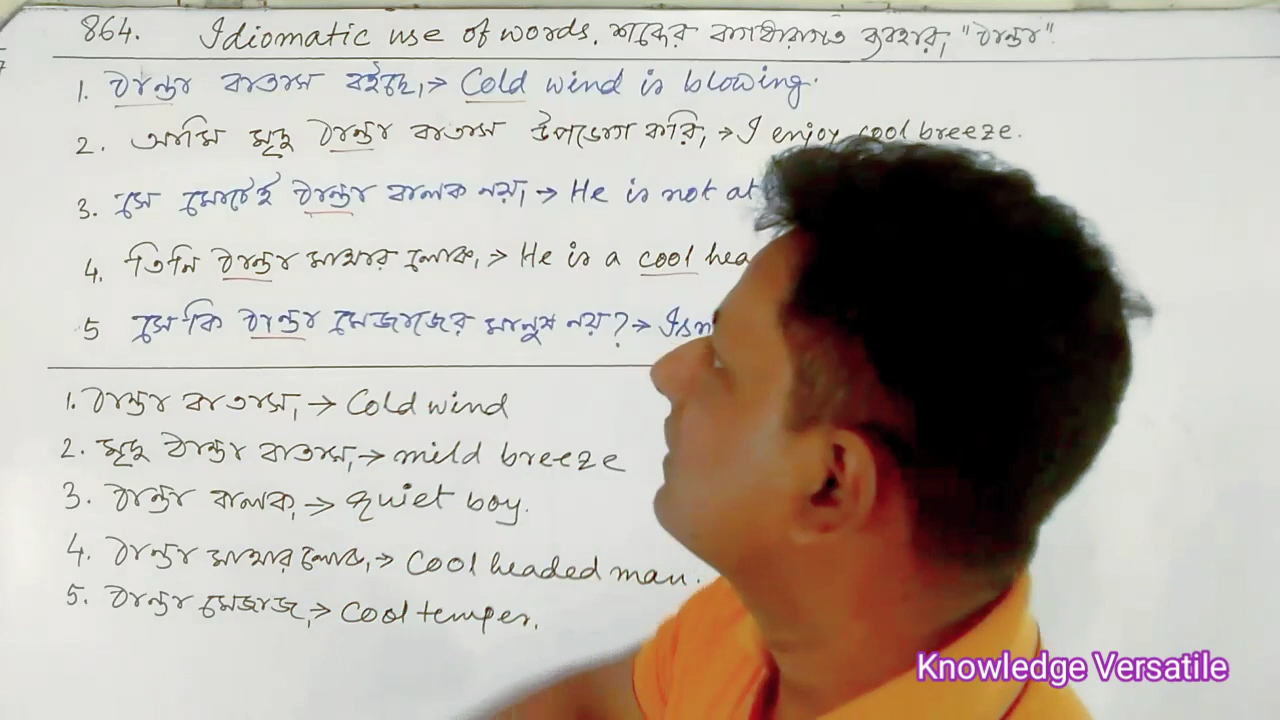 864. Idiomatic use of words. শব্দের বাগধারাগত ব্যবহার, "ঠান্ডা"
1. ঠান্ডা বাতাস বইছে,→ Cold wind is blowing.
2. আমি মৃদু ঠান্ডা বাতাস উপভোগ করি,→ I enjoy cool breeze.
3. সে মোটেই ঠান্ডা বালক নয়,→ He is not at
4. তিনি ঠান্ডা মাথার লোক,→ He is a cool hea
5 সে কি ঠান্ডা মেজাজের মানুষ নয়?→ Isn
1. ঠান্ডা বাতাস,→ Cold wind
2. মৃদু ঠান্ডা বাতাস,→ mild breeze
3. ঠান্ডা বালক,→ quiet boy.
4. ঠান্ডা মাথার লোক,→ Cool headed man.
5. ঠান্ডা মেজাজ,→ Cool temper.
Knowledge Versatile